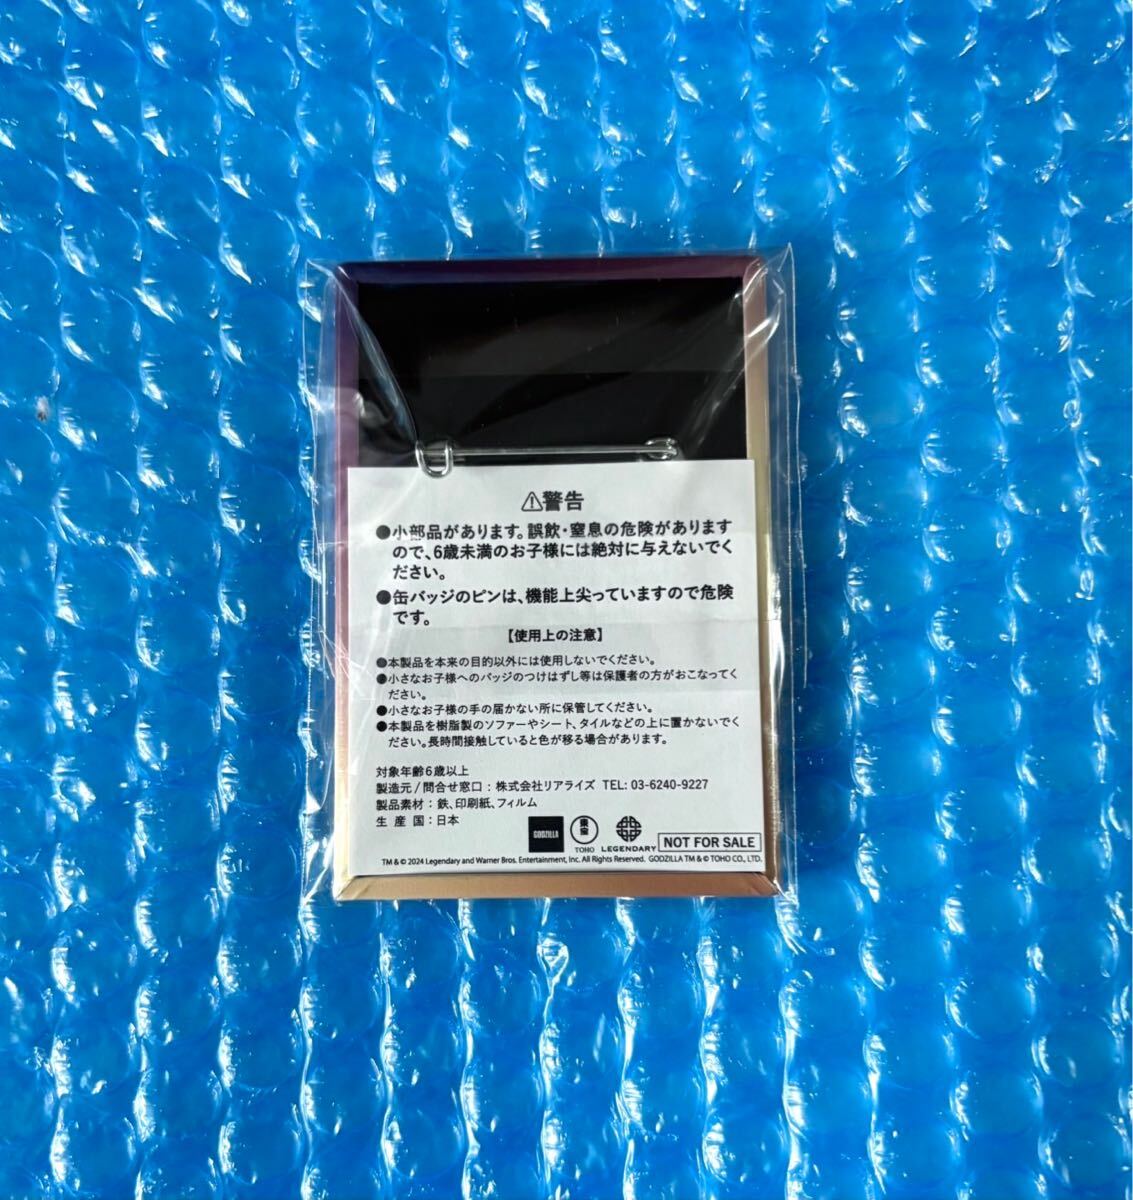 ⚠警告
●小部品があります。誤飲・窒息の危険がありますので、6歳未満のお子様には絶対に与えないでください。
●缶バッジのピンは、機能上尖っていますので危険です。
【使用上の注意】
●本製品を本来の目的以外には使用しないでください。
●小さなお子様へのバッジのつけはずし等は保護者の方がおこなってください。
●小さなお子様の手の届かない所に保管してください。
●本製品を樹脂製のソファーやシート、タイルなどの上に置かないでください。長時間接触していると色が移る場合があります。
対象年齢6歳以上
製造元/問合せ窓口：株式会社リアライズ TEL: 03-6240-9227
製品素材：鉄、印刷紙、フィルム
生 産 国：日本
GODZILLA 東宝 TOHO LEGENDARY NOT FOR SALE
TM & © 2024 Legendary and Warner Bros. Entertainment, Inc. All Rights Reserved. GODZILLA TM & © TOHO CO., LTD.